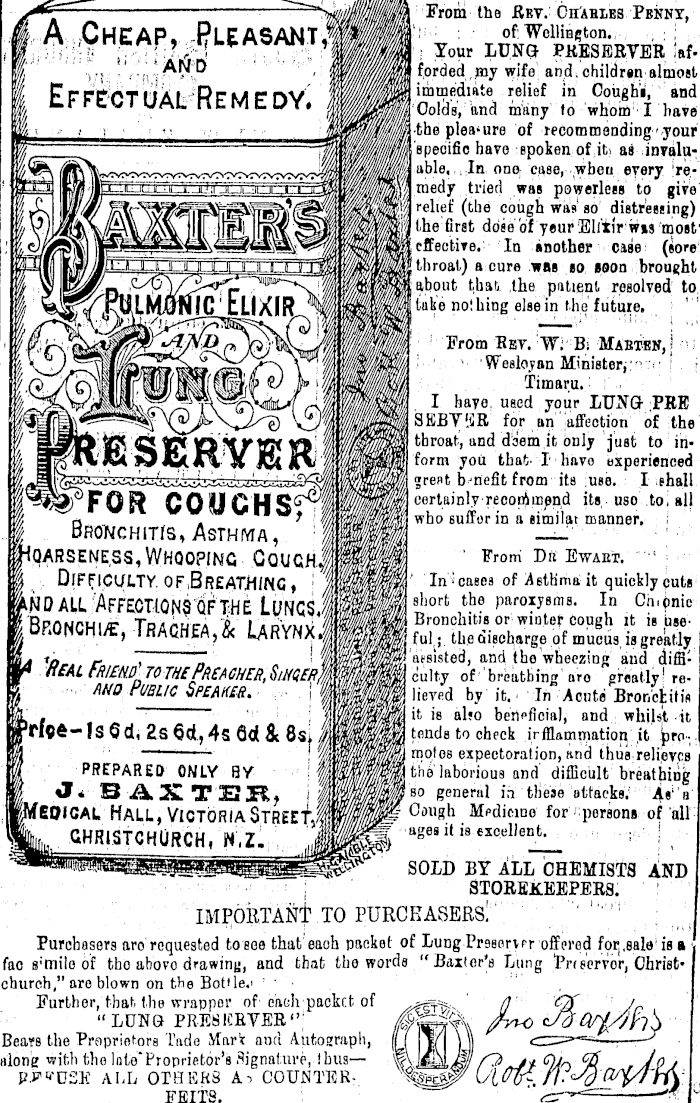 A CHEAP, PLEASANT,
AND
EFFECTUAL REMEDY.
BAXTER'S
PULMONIC ELIXIR
AND
LUNG
PRESERVER
FOR COUGHS,
BRONCHITIS, ASTHMA,
HOARSENESS, WHOOPING COUGH,
DIFFICULTY OF BREATHING,
AND ALL AFFECTIONS OF THE LUNGS,
BRONCHIÆ, TRACHEA, & LARYNX.
A 'REAL FRIEND' TO THE PREACHER, SINGER
AND PUBLIC SPEAKER.
Price-1s 6d, 2s 6d, 4s 6d & 8s.
PREPARED ONLY BY
J. BAXTER,
MEDICAL HALL, VICTORIA STREET,
CHRISTCHURCH, N.Z.
Jno Baxter
Robt W Baxter
H. GAMBLE
WELLINGTON
From the REV. CHARLES PENNY,
of Wellington.
Your LUNG PRESERVER af-
forded my wife and children almost
immediate relief in Coughs, and
Colds, and many to whom I have
the pleasure of recommending your
specific have spoken of it as invalu-
able. In one case, when every re-
medy tried was powerless to give
relief (the cough was so distressing)
the first dose of your Elixir was most
effective. In another case (sore
throat) a cure was so soon brought
about that the patient resolved to
take nothing else in the future.
From REV. W. B. MARTEN,
Wesleyan Minister,
Timaru.
I have used your LUNG PRE
SERVER for an affection of the
throat, and deem it only just to in-
form you that I have experienced
great benefit from its use. I shall
certainly recommend its use to all
who suffer in a similar manner.
From DR EWART.
In cases of Asthma it quickly cuts
short the paroxysms. In Chronic
Bronchitis or winter cough it is use-
ful; the discharge of mucus is greatly
assisted, and the wheezing and diffi-
culty of breathing are greatly re-
lieved by it. In Acute Bronchitis
it is also beneficial, and whilst it
tends to check inflammation it pro-
motes expectoration, and thus relieves
the laborious and difficult breathing
so general in these attacks. As a
Cough Medicine for persons of all
ages it is excellent.
SOLD BY ALL CHEMISTS AND
STOREKEEPERS.
IMPORTANT TO PURCHASERS.
Purchasers are requested to see that each packet of Lung Preserver offered for sale is a
fac simile of the above drawing, and that the words "Baxter's Lung Preserver, Christ-
church," are blown on the Bottle.
Further, that the wrapper of each packet of
"LUNG PRESERVER"
Bears the Proprietors Tade Mark and Autograph,
along with the late Proprietor's Signature, thus—
REFUSE ALL OTHERS AS COUNTER-
FEITS.
SIC EST VITÆ
NIL DESPERANDUM
Jno Baxter
Robt. W. Baxter